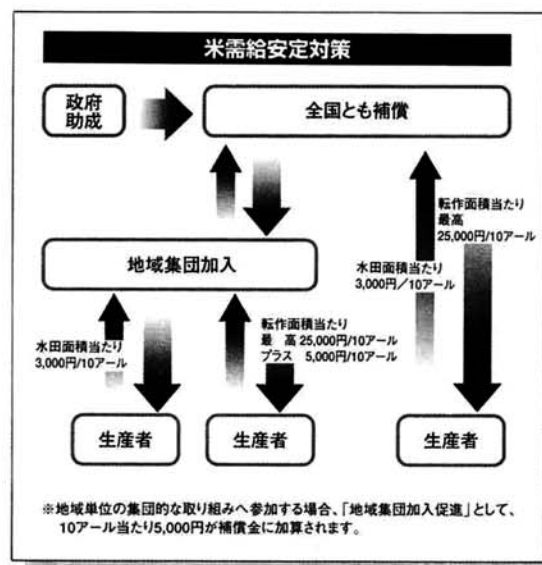 米需給安定対策
政府
助成
全国とも補償
転作面積当たり
最高
25,000円/10アール
水田面積当たり
3,000円/10アール
地域集団加入
水田面積当たり
3,000円/10アール
転作面積当たり
最 高 25,000円/10アール
プラス 5,000円/10アール
生産者
生産者
生産者
※地域単位の集団的な取り組みへ参加する場合、「地域集団加入促進」として、
10アール当たり5,000円が補償金に加算されます。